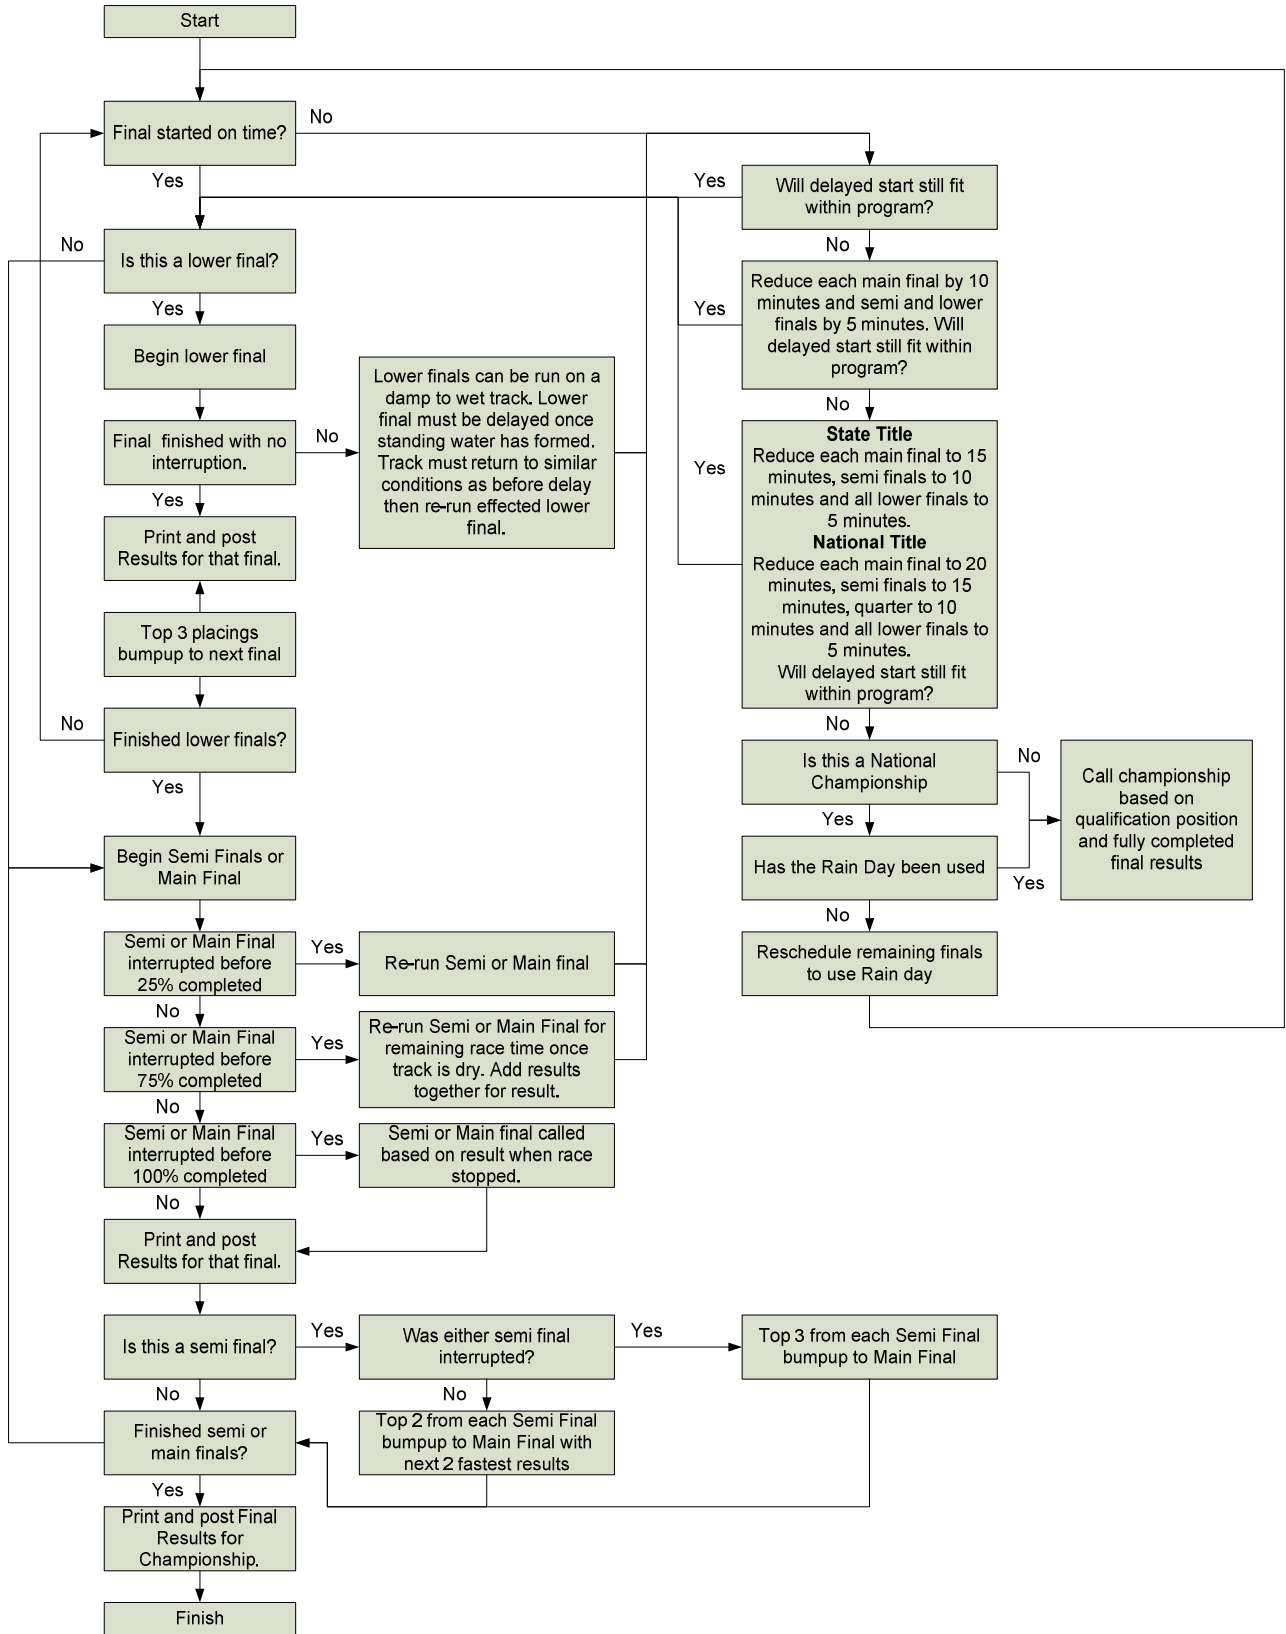 Start
Final started on time?
No
Yes
Yes
Will delayed start still fit
within program?
No
No
Is this a lower final?
Yes
Reduce each main final by 10
minutes and semi and lower
finals by 5 minutes. Will
delayed start still fit within
program?
Yes
Begin lower final
No
Lower finals can be run on a
damp to wet track. Lower
final must be delayed once
standing water has formed.
Track must return to similar
conditions as before delay
then re-run effected lower
final.
Final  finished with no
interruption.
No
Yes
Yes
State Title
Reduce each main final to 15
minutes, semi finals to 10
minutes and all lower finals to
5 minutes.
National Title
Reduce each main final to 20
minutes, semi finals to 15
minutes, quarter to 10
minutes and all lower finals to
5 minutes.
Will delayed start still fit
within program?
Print and post
Results for that final.
Top 3 placings
bumpup to next final
No
Finished lower finals?
Yes
No
Is this a National
Championship
No
Yes
Call championship
based on
qualification position
and fully completed
final results
Has the Rain Day been used
Yes
No
Reschedule remaining finals
to use Rain day
Begin Semi Finals or
Main Final
Semi or Main Final
interrupted before
25% completed
Yes
Re-run Semi or Main final
No
Semi or Main Final
interrupted before
75% completed
Yes
Re-run Semi or Main Final for
remaining race time once
track is dry. Add results
together for result.
No
Semi or Main Final
interrupted before
100% completed
Yes
Semi or Main final called
based on result when race
stopped.
No
Print and post
Results for that final.
Is this a semi final?
Yes
Was either semi final
interrupted?
Yes
Top 3 from each Semi Final
bumpup to Main Final
No
No
Finished semi or
main finals?
Top 2 from each Semi Final
bumpup to Main Final with
next 2 fastest results
Yes
Print and post Final
Results for
Championship.
Finish